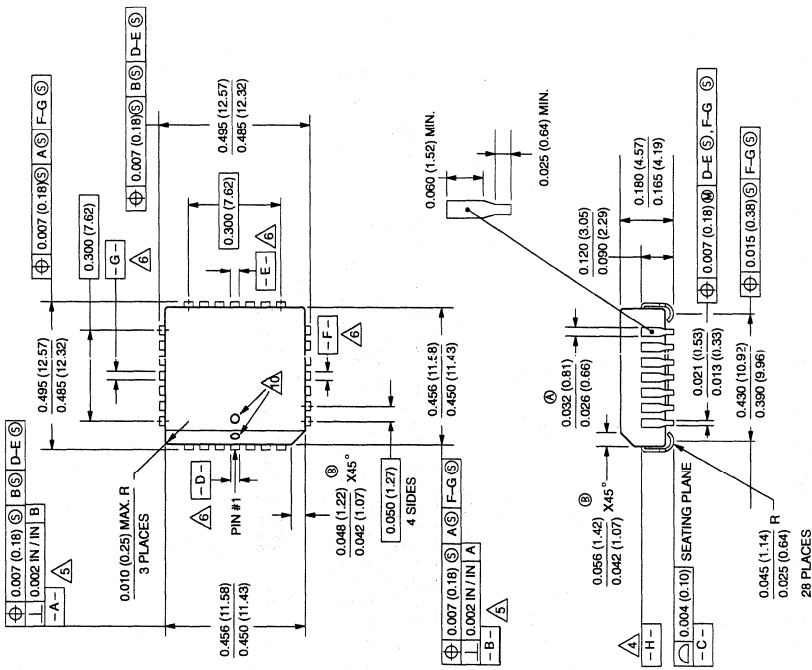 ⌖ 0.007 (0.18) Ⓢ B Ⓢ D–E Ⓢ
⊥ 0.002 IN / IN B
– A –
5
0.010 (0.25) MAX. R
3 PLACES
0.456 (11.58)
0.450 (11.43)
0.495 (12.57)
0.485 (12.32)
⌖ 0.007 (0.18) Ⓢ A Ⓢ F–G Ⓢ
0.300 (7.62)
– G –
6
⌖ 0.007 (0.18) Ⓢ B Ⓢ D–E Ⓢ
0.495 (12.57)
0.485 (12.32)
0.300 (7.62)
6
– E –
– D –
6
PIN #1
10
– F –
6
Ⓑ
0.048 (1.22)
0.042 (1.07)
X45°
0.050 (1.27)
4 SIDES
0.456 (11.58)
0.450 (11.43)
⌖ 0.007 (0.18) Ⓢ A Ⓢ F–G Ⓢ
⊥ 0.002 IN / IN A
– B –
5
0.060 (1.52) MIN.
0.025 (0.64) MIN.
0.180 (4.57)
0.165 (4.19)
0.120 (3.05)
0.090 (2.29)
Ⓐ
0.032 (0.81)
0.026 (0.66)
Ⓑ
0.056 (1.42)
0.042 (1.07)
X45°
0.021 (0.53)
0.013 (0.33)
⌖ 0.007 (0.18) Ⓜ D–E Ⓢ, F–G Ⓢ
0.430 (10.92)
0.390 (9.96)
⌖ 0.015 (0.38) Ⓢ F–G Ⓢ
4
– H –
⌓ 0.004 (0.10) SEATING PLANE
– C –
0.045 (1.14)
0.025 (0.64)
R
28 PLACES